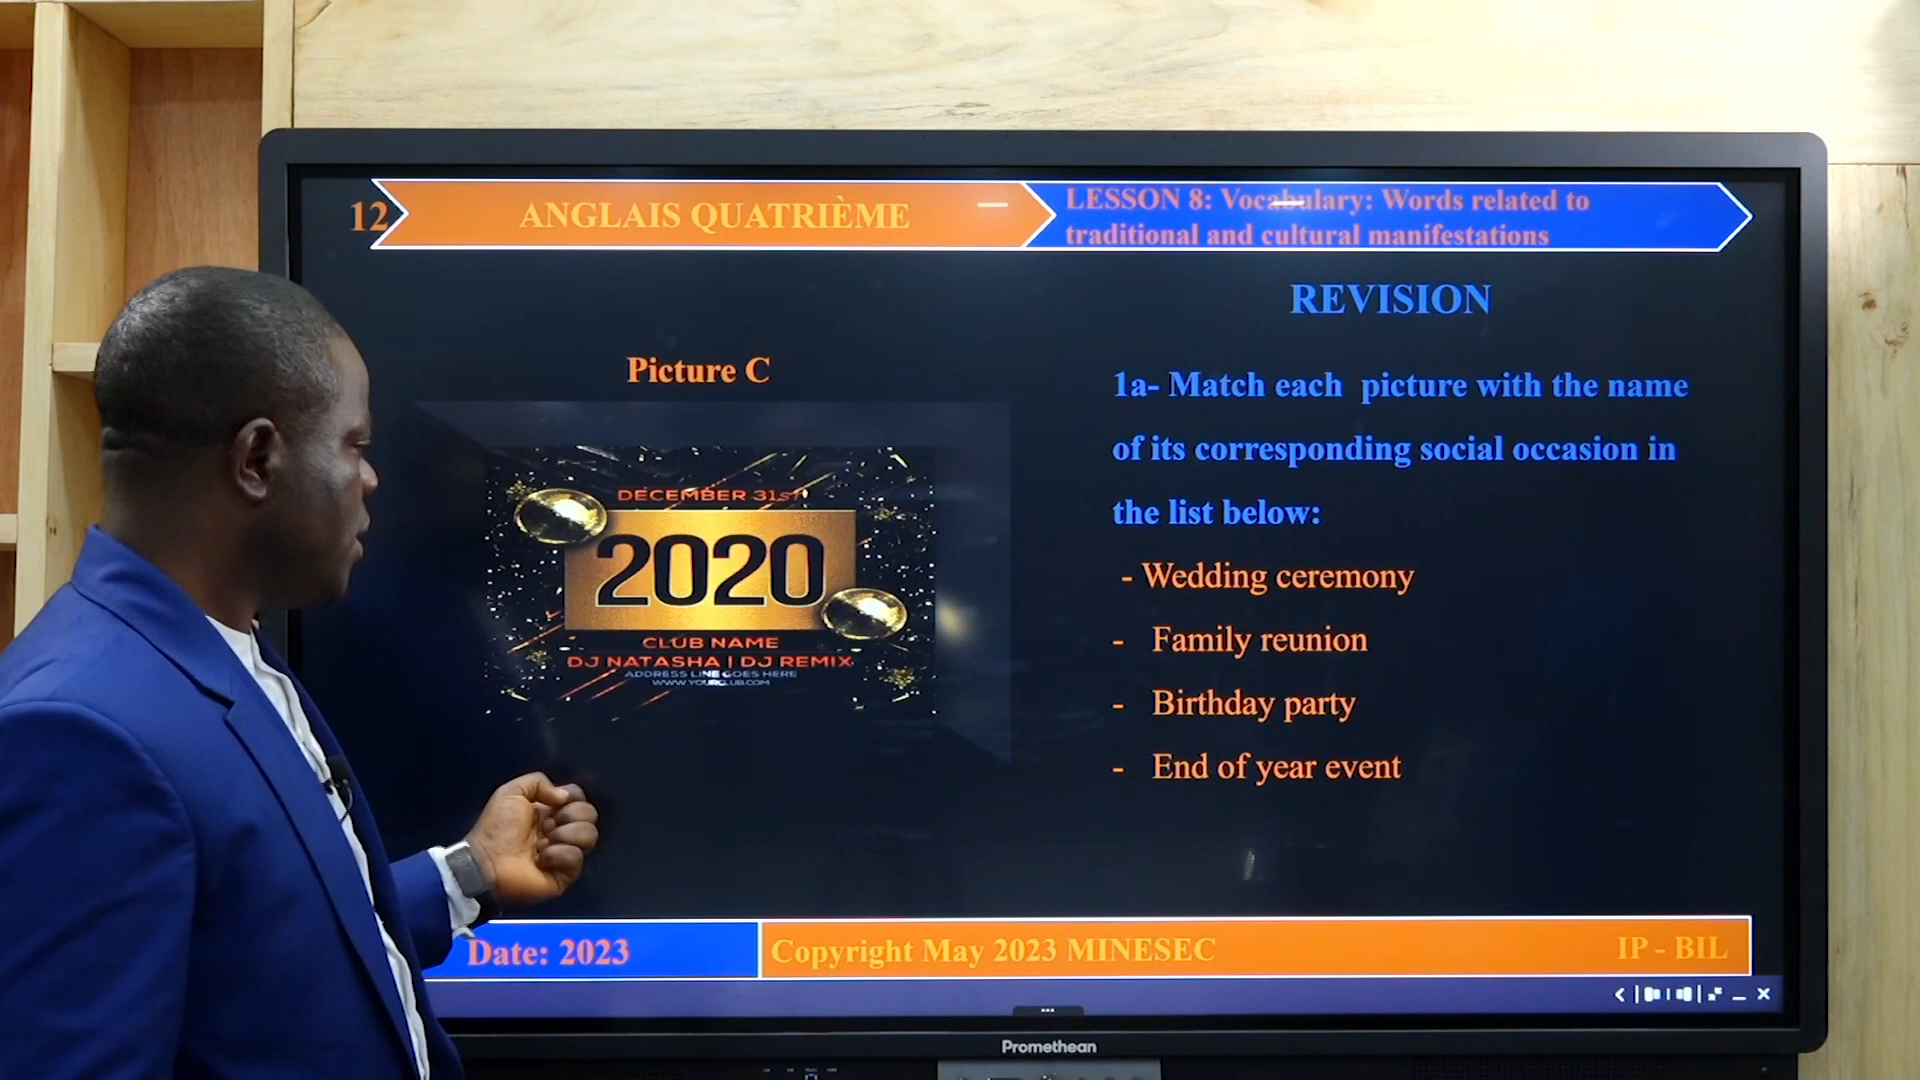 12
ANGLAIS QUATRIÈME
LESSON 8: Vocabulary: Words related to
traditional and cultural manifestations
REVISION
Picture C
1a- Match each picture with the name
of its corresponding social occasion in
the list below:
- Wedding ceremony
- Family reunion
- Birthday party
- End of year event
DECEMBER 31ST
2020
CLUB NAME
DJ NATASHA | DJ REMIX
ADDRESS LINE GOES HERE
WWW.YOURCLUB.COM
Date: 2023
Copyright May 2023 MINESEC
IP - BIL
Promethean